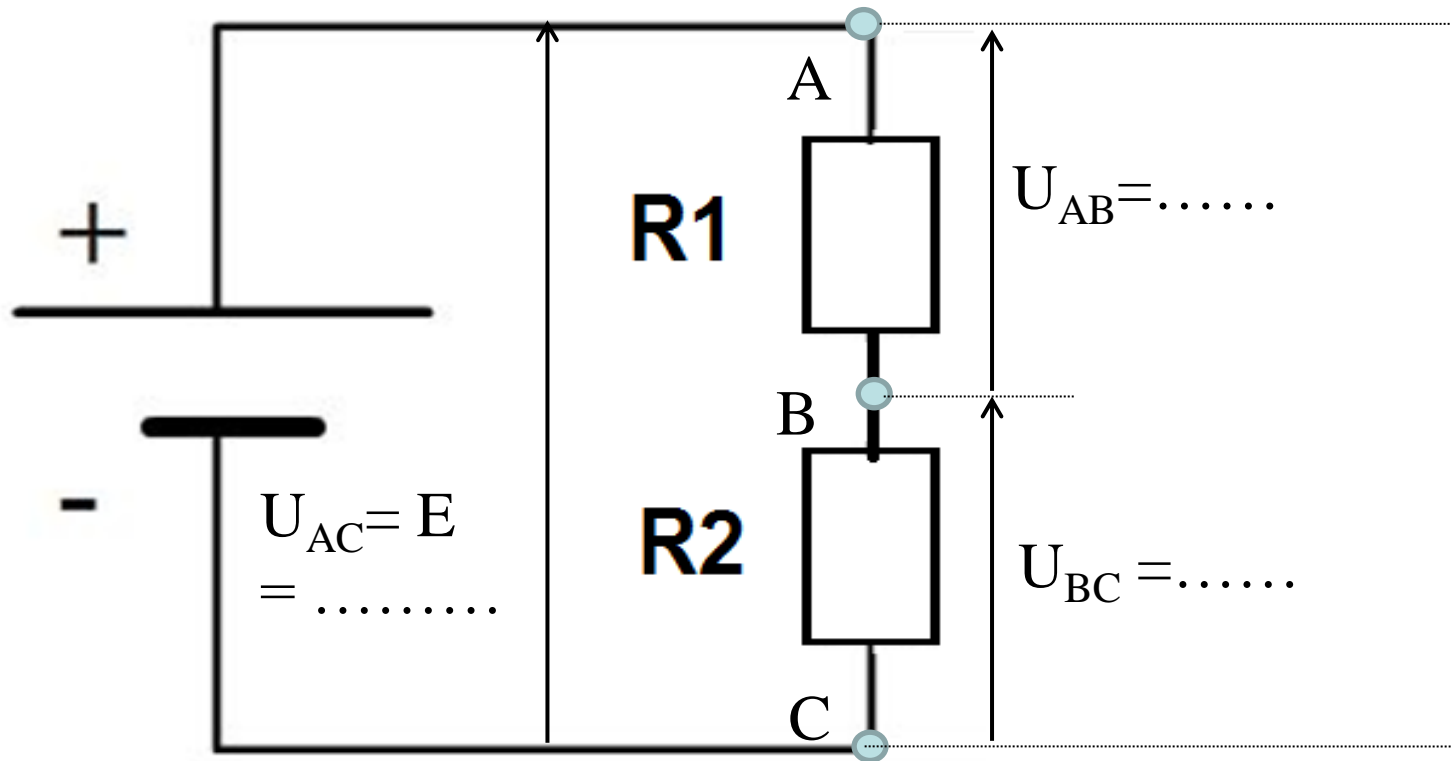 A
+
R1
U_AB=......
B
-
U_AC= E
= .........
R2
U_BC =......
C